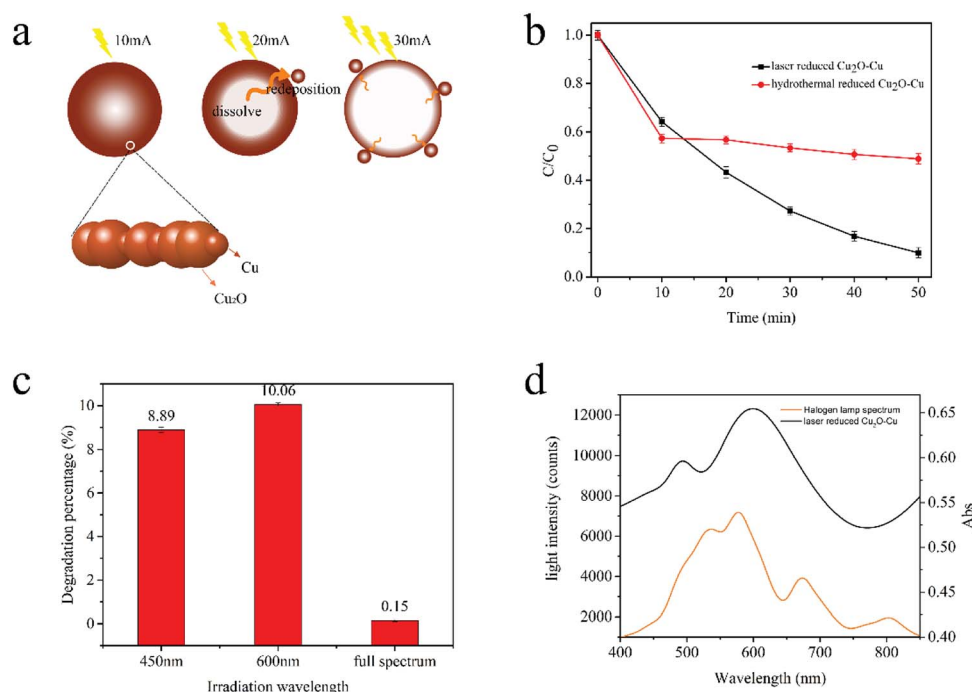 a
10mA
20mA
30mA
redeposition
dissolve
Cu
Cu₂O
b
laser reduced Cu₂O-Cu
hydrothermal reduced Cu₂O-Cu
1.0
0.8
0.6
0.4
0.2
0.0
C/C₀
0
10
20
30
40
50
Time (min)
c
10
8
6
4
2
0
Degradation percentage (%)
8.89
10.06
0.15
450nm
600nm
full spectrum
Irradiation wavelength
d
Halogen lamp spectrum
laser reduced Cu₂O-Cu
12000
10000
8000
6000
4000
2000
light intensity (counts)
0.65
0.60
0.55
0.50
0.45
0.40
Abs
400
500
600
700
800
Wavelength (nm)